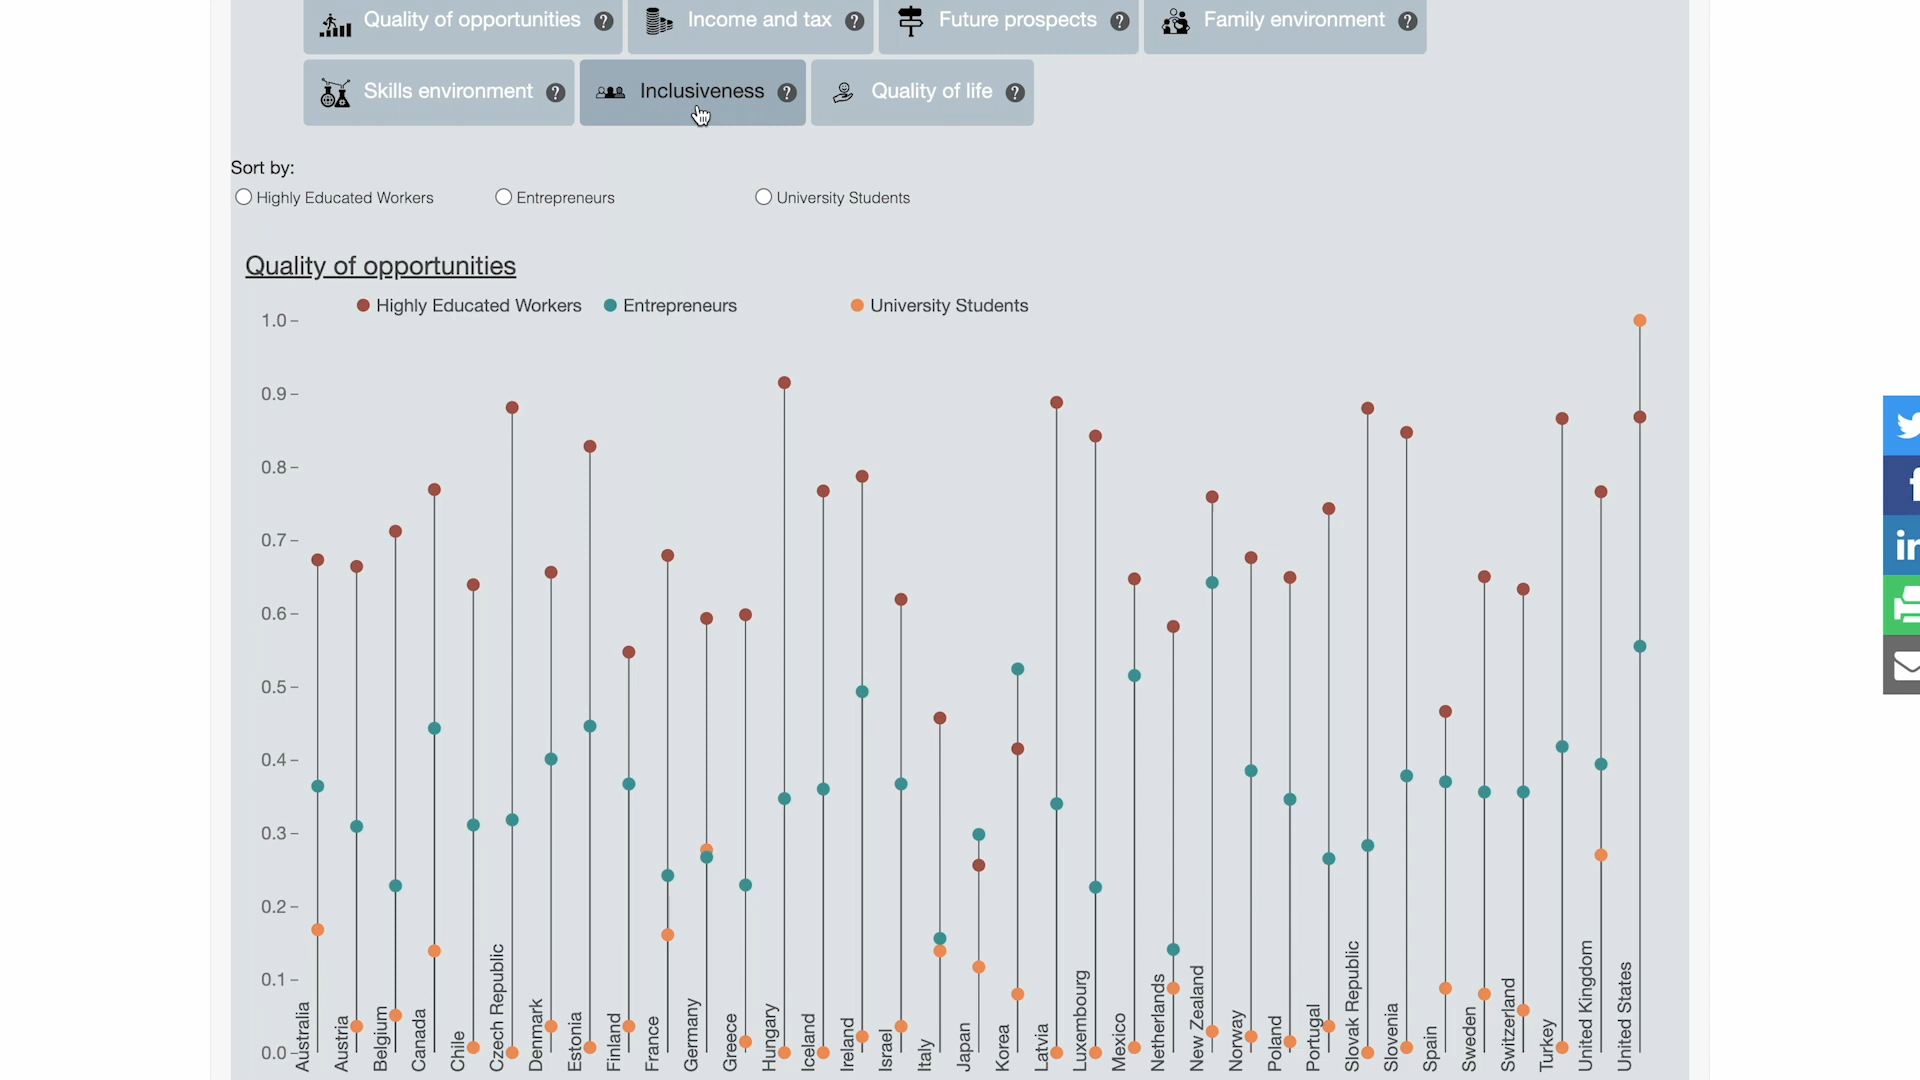 Quality of opportunities ? Income and tax ? Future prospects ? Family environment ?
Skills environment ? Inclusiveness ? Quality of life ?
Sort by:
Highly Educated Workers Entrepreneurs University Students
Quality of opportunities
Highly Educated Workers Entrepreneurs University Students
1.0
0.9
0.8
0.7
0.6
0.5
0.4
0.3
0.2
0.1
0.0
Australia
Austria
Belgium
Canada
Chile
Czech Republic
Denmark
Estonia
Finland
France
Germany
Greece
Hungary
Iceland
Ireland
Israel
Italy
Japan
Korea
Latvia
Luxembourg
Mexico
Netherlands
New Zealand
Norway
Poland
Portugal
Slovak Republic
Slovenia
Spain
Sweden
Switzerland
Turkey
United Kingdom
United States
f
in